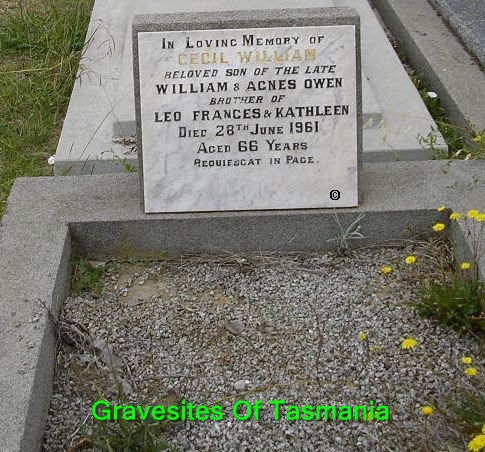 In Loving Memory of
CECIL WILLIAM
BELOVED SON OF THE LATE
WILLIAM & AGNES OWEN
BROTHER OF
LEO FRANCES & KATHLEEN
DIED 28TH JUNE 1961
AGED 66 YEARS
REQUIESCAT IN PACE.
©
Gravesites Of Tasmania